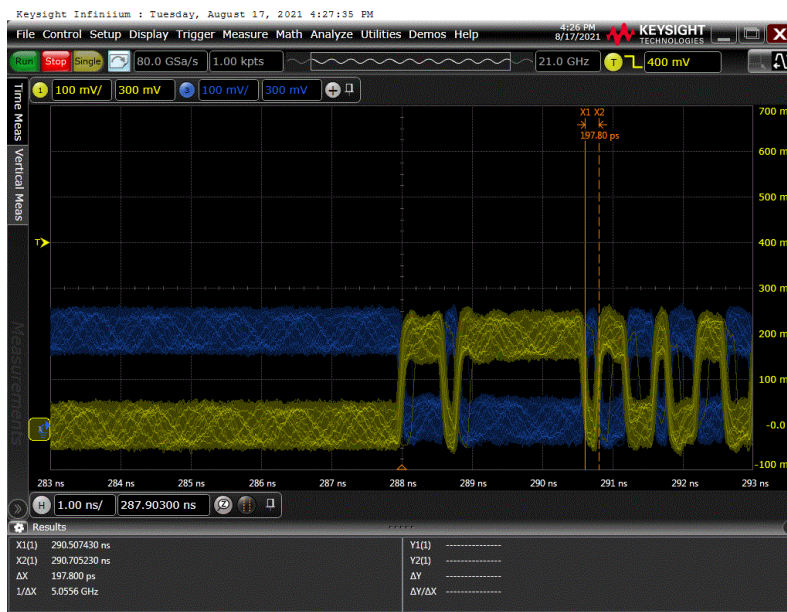 Keysight Infiniium : Tuesday, August 17, 2021 4:27:35 PM
File Control Setup Display Trigger Measure Math Analyze Utilities Demos Help
4:26 PM
8/17/2021
KEYSIGHT
TECHNOLOGIES
Run Stop Single 80.0 GSa/s 1.00 kpts 21.0 GHz T 400 mV
1 100 mV/ 300 mV 3 100 mV/ 300 mV
Time Meas
Vertical Meas
Measurements
X1 X2
197.80 ps
T
700 m
600 m
500 m
400 m
300 m
200 m
100 m
-0.0
-100 m
283 ns 284 ns 285 ns 286 ns 287 ns 288 ns 289 ns 290 ns 291 ns 292 ns 293 ns
H 1.00 ns/ 287.90300 ns
Results
X1(1) 290.507430 ns
X2(1) 290.705230 ns
ΔX 197.800 ps
1/ΔX 5.0556 GHz
Y1(1) --------------
Y2(1) --------------
ΔY --------------
ΔY/ΔX --------------